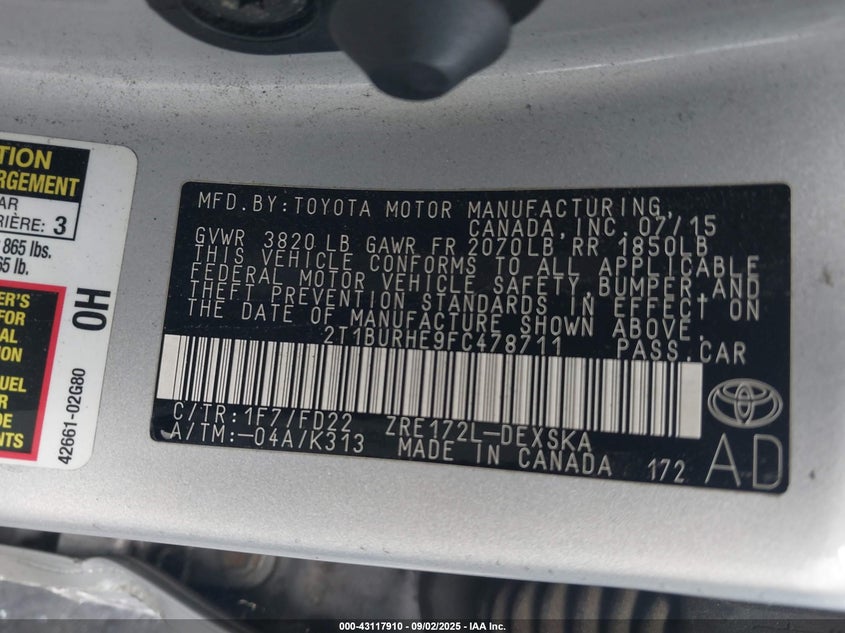 TION
RGEMENT
AR
RIÈRE: 3
865 lbs.
65 lb.
ER'S
FOR
al
UEL
DE
NTS
OH
42661-02G80
MFD.BY:TOYOTA MOTOR MANUFACTURING,
CANADA, INC. 07/15
GVWR 3820 LB GAWR FR 2070LB RR 1850LB
THIS VEHICLE CONFORMS TO ALL APPLICABLE
FEDERAL MOTOR VEHICLE SAFETY BUMPER AND
THEFT PREVENTION STANDARDS IN EFFECT ON
THE DATE OF MANUFACTURE SHOWN ABOVE.
2T1BURHE9FC478711 PASS.CAR
C/TR:1F7/FD22 ZRE172L-DEXSKA
A/TM:-04A/K313 MADE IN CANADA 172 AD
000-43117910 - 09/02/2025 - IAA Inc.